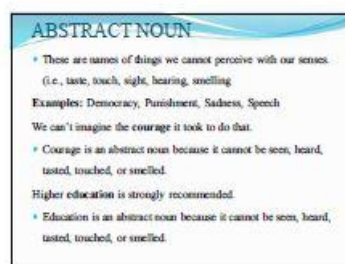 ABSTRACT NOUN
• These are names of things we cannot perceive with our senses.
(i.e., taste, touch, sight, hearing, smelling
Examples: Democracy, Punishment, Sadness, Speech
We can't imagine the courage it took to do that.
• Courage is an abstract noun because it cannot be seen, heard,
tasted, touched, or smelled.
Higher education is strongly recommended.
• Education is an abstract noun because it cannot be seen, heard,
tasted, touched, or smelled.